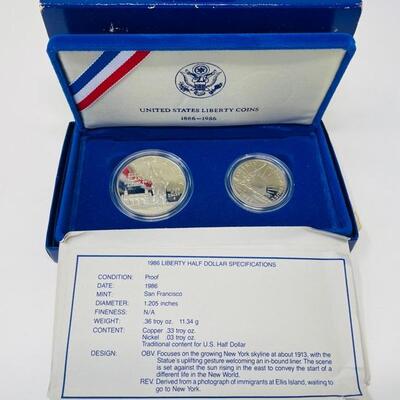 UNITED STATES LIBERTY COINS
1886-1986
1986 LIBERTY HALF DOLLAR SPECIFICATIONS
CONDITION: Proof
DATE: 1986
MINT: San Francisco
DIAMETER: 1.205 inches
FINENESS: N/A
WEIGHT: .36 troy oz. 11.34 g
CONTENT: Copper .33 troy oz.
Nickel .03 troy oz.
Traditional content for U.S. Half Dollar
DESIGN: OBV. Focuses on the growing New York skyline at about 1913, with the
Statue's uplifting gesture welcoming an in-bound liner. The scene
is set against the sun rising in the east to convey the start of a
different life in the New World.
REV. Derived from a photograph of immigrants at Ellis Island, waiting
to go to New York.